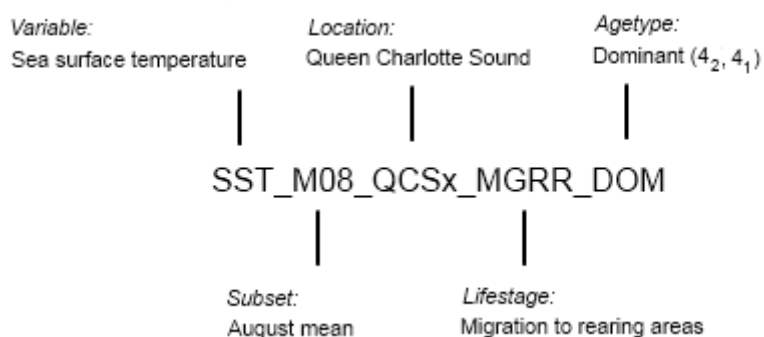 Variable:
Sea surface temperature
Location:
Queen Charlotte Sound
Agetype:
Dominant (4₂, 4₁)
SST_M08_QCSx_MGRR_DOM
Subset:
August mean
Lifestage:
Migration to rearing areas